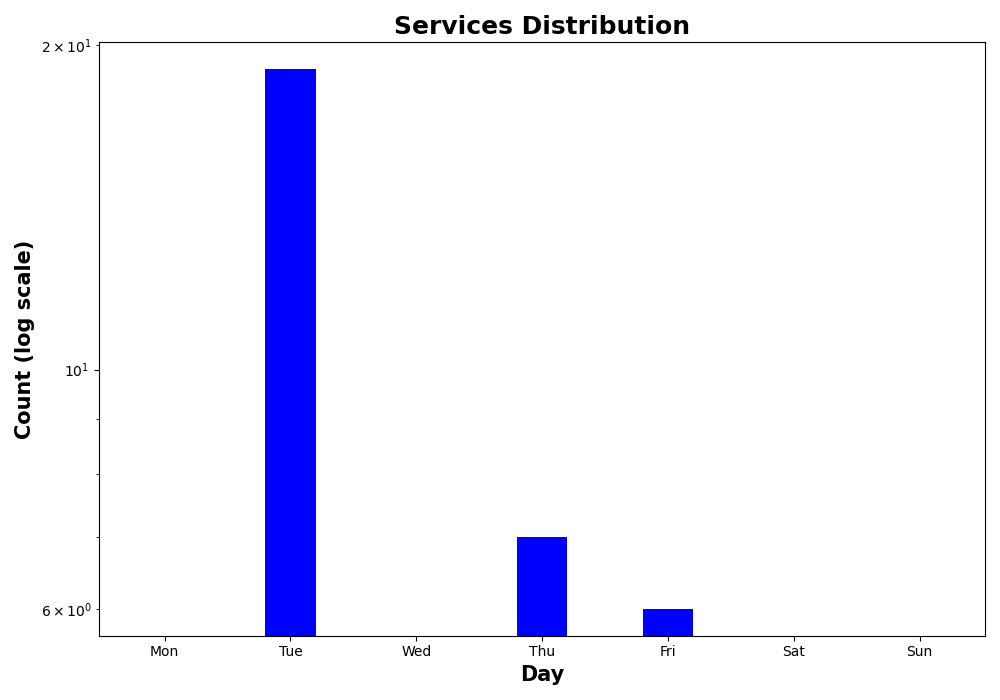 Services Distribution
Count (log scale)
2 × 10¹
10¹
6 × 10⁰
Mon Tue Wed Thu Fri Sat Sun
Day